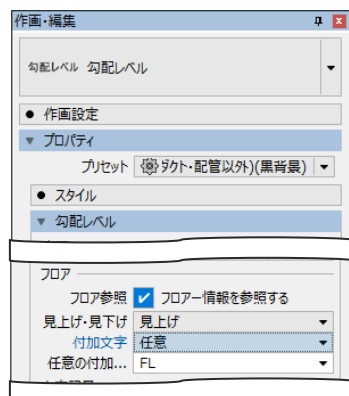 作画・編集
勾配レベル 勾配レベル
● 作画設定
▼ プロパティ
プリセット ダクト・配管以外)(黒背景)
● スタイル
▼ 勾配レベル
フロア
フロア参照 フロアー情報を参照する
見上げ・見下げ 見上げ
付加文字 任意
任意の付加... FL